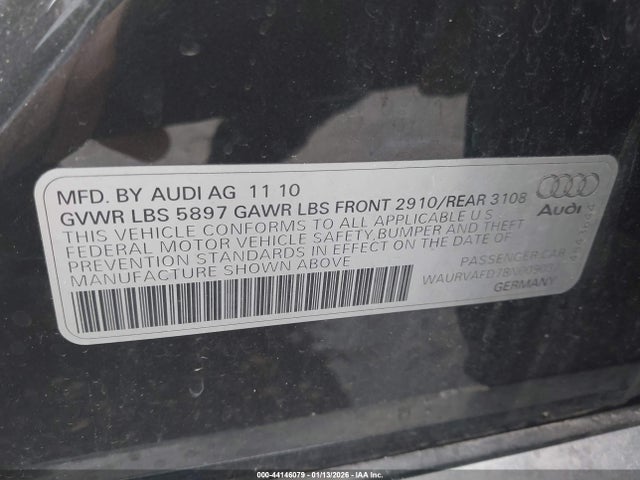 MFD. BY AUDI AG 11 10
GVWR LBS 5897 GAWR LBS FRONT 2910/REAR 3108
THIS VEHICLE CONFORMS TO ALL APPLICABLE U S
FEDERAL MOTOR VEHICLE SAFETY, BUMPER AND THEFT
PREVENTION STANDARDS IN EFFECT ON THE DATE OF
MANUFACTURE SHOWN ABOVE
Audi
PASSENGER CAR
GERMANY
000-44146079 - 01/13/2026 - IAA Inc.